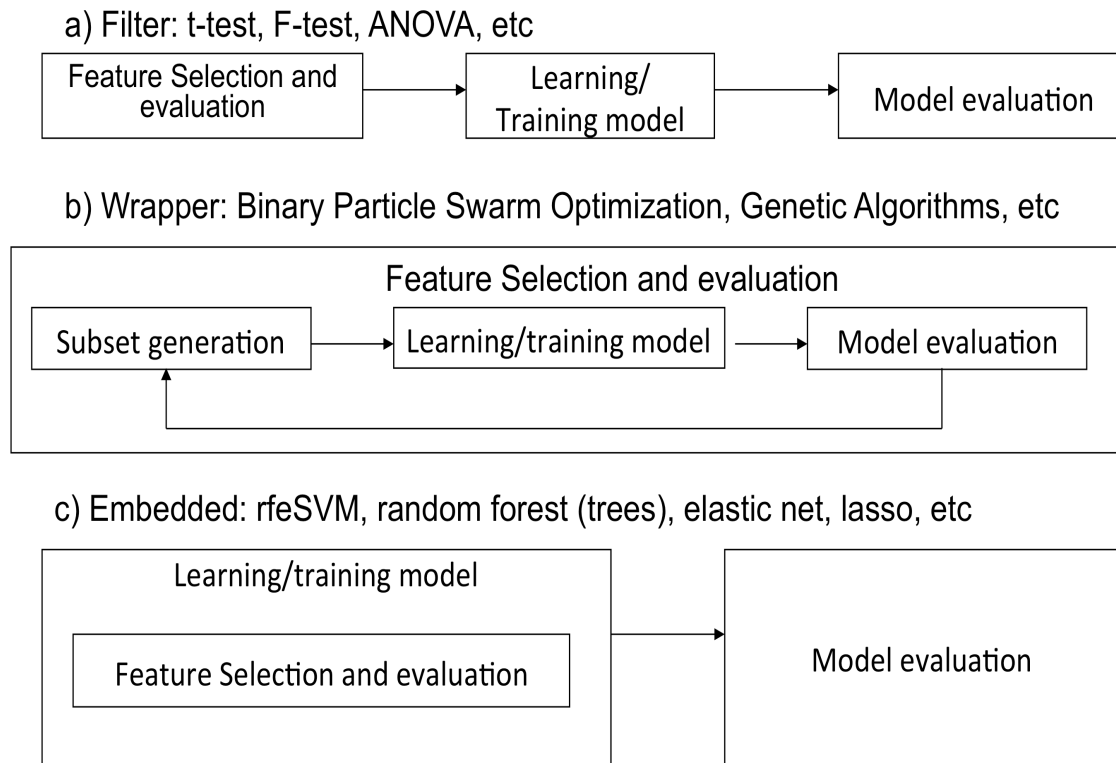 a) Filter: t-test, F-test, ANOVA, etc
Feature Selection and
evaluation
Learning/
Training model
Model evaluation
b) Wrapper: Binary Particle Swarm Optimization, Genetic Algorithms, etc
Feature Selection and evaluation
Subset generation
Learning/training model
Model evaluation
c) Embedded: rfeSVM, random forest (trees), elastic net, lasso, etc
Learning/training model
Feature Selection and evaluation
Model evaluation